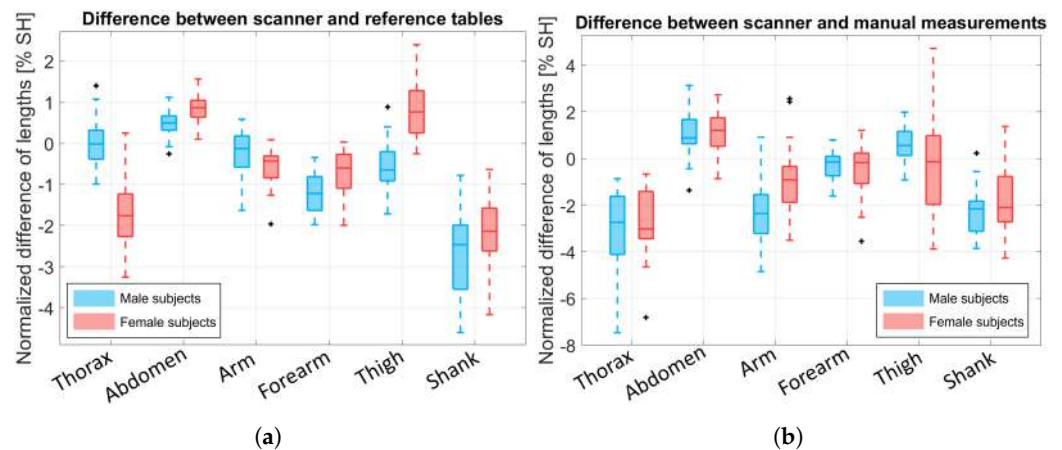 Difference between scanner and reference tables
Normalized difference of lengths [% SH]
2
1
0
-1
-2
-3
-4
Male subjects
Female subjects
Thorax
Abdomen
Arm
Forearm
Thigh
Shank
(a)
Difference between scanner and manual measurements
Normalized difference of lengths [% SH]
4
2
0
-2
-4
-6
-8
Male subjects
Female subjects
Thorax
Abdomen
Arm
Forearm
Thigh
Shank
(b)